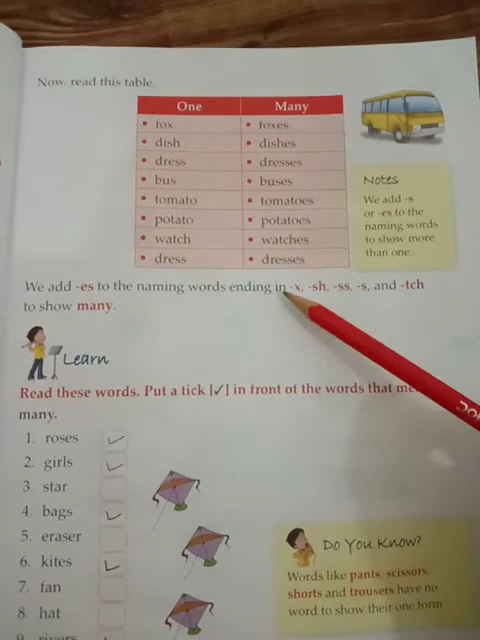 Now, read this table.
One Many
• fox • foxes
• dish • dishes
• dress • dresses
• bus • buses
• tomato • tomatoes
• potato • potatoes
• watch • watches
• dress • dresses
Notes
We add -s
or -es to the
naming words
to show more
than one.
We add -es to the naming words ending in -x, -sh, -ss, -s, and -tch
to show many.
Learn
Read these words. Put a tick [✓] in front of the words that
many.
1. roses ✓
2. girls ✓
3. star
4. bags ✓
5. eraser
6. kites ✓
7. fan
8. hat
Do You Know?
Words like pants, scissors,
shorts and trousers have no
word to show their one form